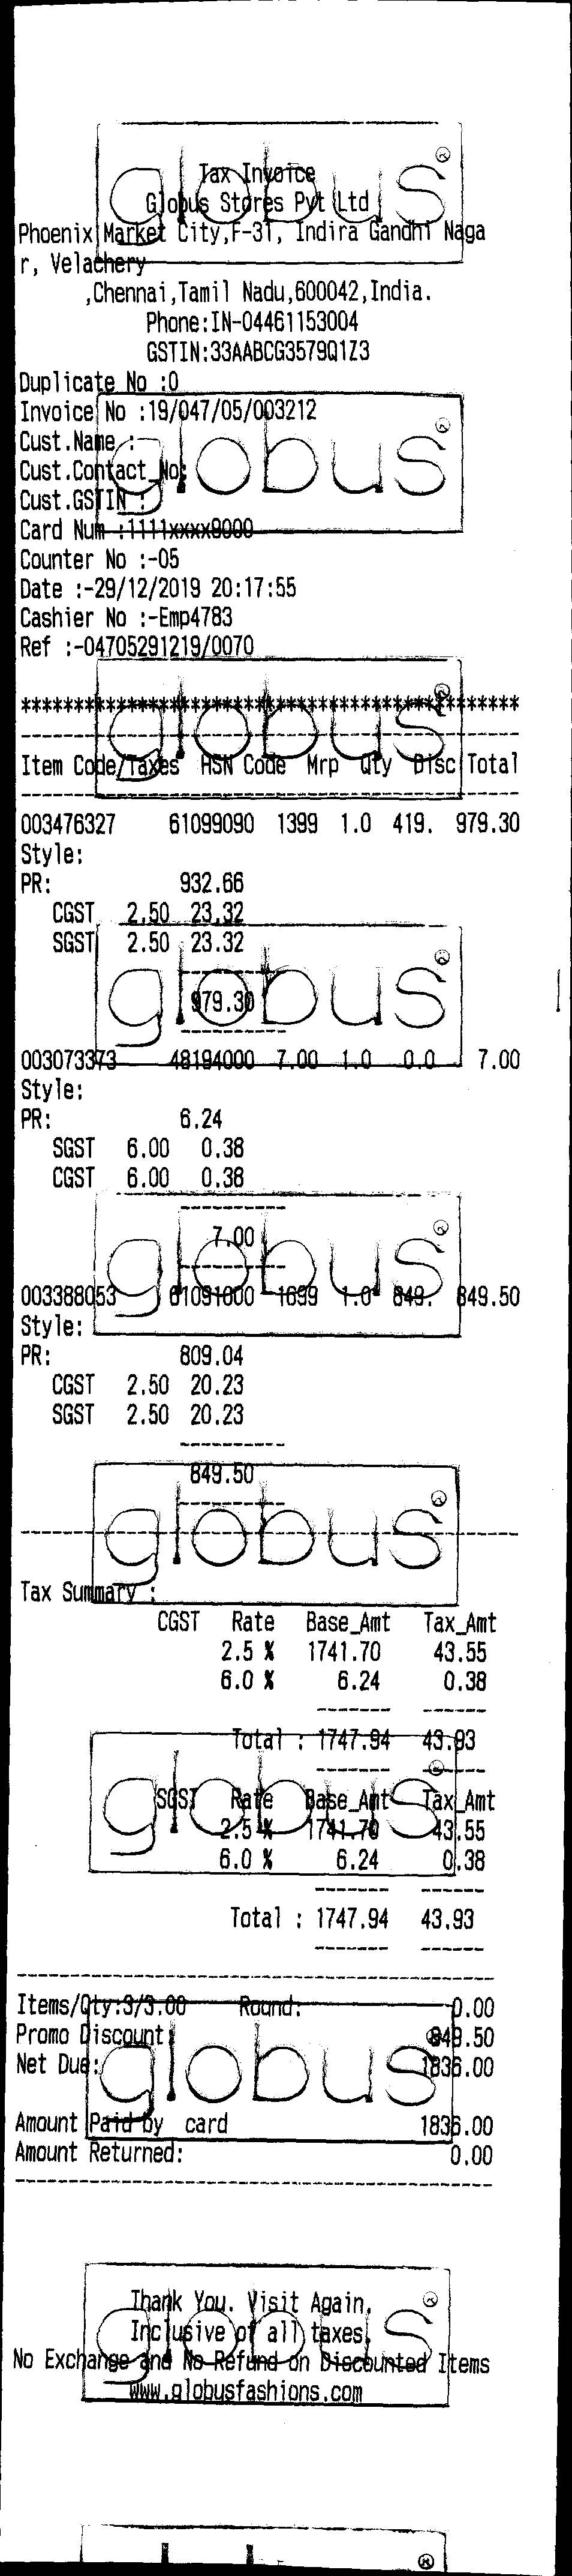 globus®
Tax Invoice
Globus Stores Pvt Ltd
Phoenix Market City,F-31, Indira Gandhi Naga
r, Velachery
,Chennai,Tamil Nadu,600042,India.
Phone:IN-04461153004
GSTIN:33AABCG3579Q1Z3
Duplicate No :0
Invoice No :19/047/05/003212
globus®
Cust.Name :
Cust.Contact_No:
Cust.GSTIN :
Card Num :1111xxxx9000
Counter No :-05
Date :-29/12/2019 20:17:55
Cashier No :-Emp4783
Ref :-04705291219/0070
globus®
***********************************************
-----------------------------------------------
Item Code/Taxes HSN Code Mrp Qty Disc Total
-----------------------------------------------
003476327 61099090 1399 1.0 419. 979.30
Style:
PR: 932.66
CGST 2.50 23.32
SGST 2.50 23.32
globus®
----------
979.30
----------
003073373 48194000 7.00 1.0 0.0 7.00
Style:
PR: 6.24
SGST 6.00 0.38
CGST 6.00 0.38
----------
globus®
7.00
----------
003388053 61091000 1699 1.0 849. 849.50
Style:
PR: 809.04
CGST 2.50 20.23
SGST 2.50 20.23
----------
849.50
globus®
----------
-----------------------------------------------
Tax Summary :
CGST Rate Base_Amt Tax_Amt
2.5 % 1741.70 43.55
6.0 % 6.24 0.38
------- ------
Total : 1747.94 43.93
------- ------
globus®
SGST Rate Base_Amt Tax_Amt
2.5 % 1741.70 43.55
6.0 % 6.24 0.38
------- ------
Total : 1747.94 43.93
------- ------
---------------------------------------------
Items/Qty:3/3.00 Round: 0.00
Promo Discount: 849.50
globus®
Net Due: 1836.00
Amount Paid by card 1836.00
Amount Returned: 0.00
---------------------------------------------
Thank You. Visit Again.
globus®
Inclusive of all taxes
No Exchange and No Refund on Discounted Items
www.globusfashions.com
®